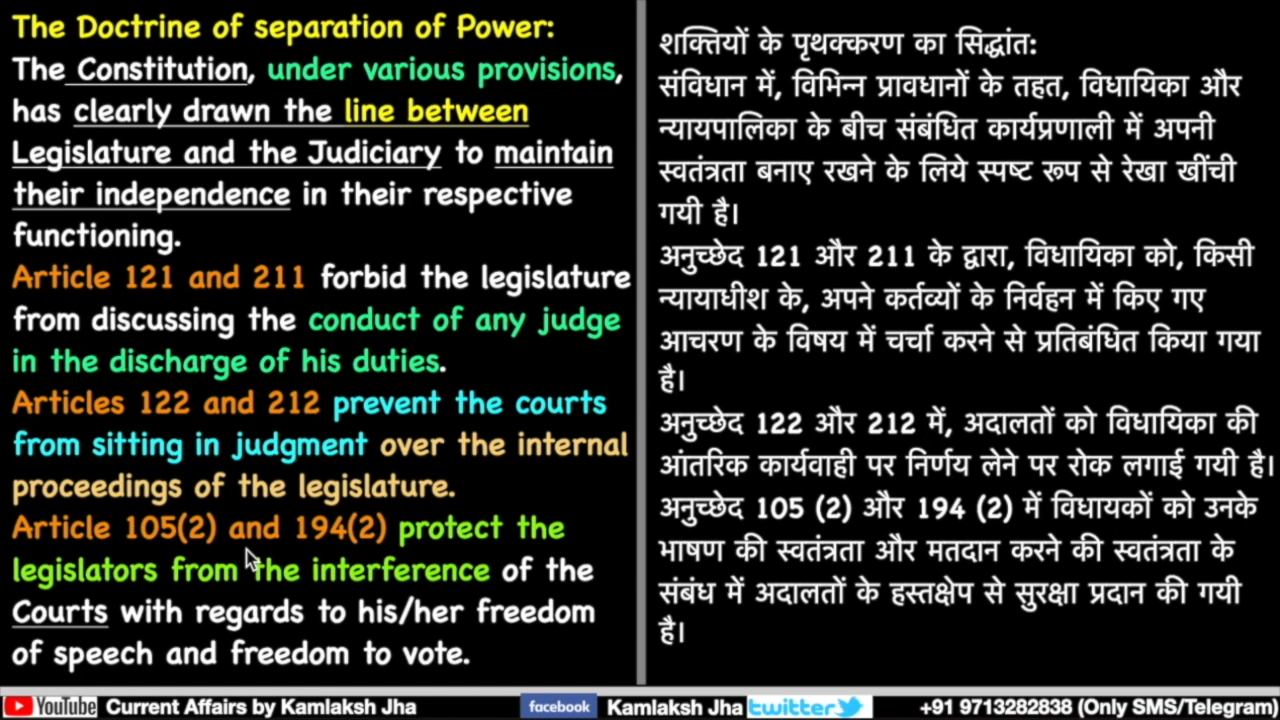 The Doctrine of separation of Power:
The Constitution, under various provisions,
has clearly drawn the line between
Legislature and the Judiciary to maintain
their independence in their respective
functioning.
Article 121 and 211 forbid the legislature
from discussing the conduct of any judge
in the discharge of his duties.
Articles 122 and 212 prevent the courts
from sitting in judgment over the internal
proceedings of the legislature.
Article 105(2) and 194(2) protect the
legislators from the interference of the
Courts with regards to his/her freedom
of speech and freedom to vote.
शक्तियों के पृथक्करण का सिद्धांत:
संविधान में, विभिन्न प्रावधानों के तहत, विधायिका और
न्यायपालिका के बीच संबंधित कार्यप्रणाली में अपनी
स्वतंत्रता बनाए रखने के लिये स्पष्ट रूप से रेखा खींची
गयी है।
अनुच्छेद 121 और 211 के द्वारा, विधायिका को, किसी
न्यायाधीश के, अपने कर्तव्यों के निर्वहन में किए गए
आचरण के विषय में चर्चा करने से प्रतिबंधित किया गया
है।
अनुच्छेद 122 और 212 में, अदालतों को विधायिका की
आंतरिक कार्यवाही पर निर्णय लेने पर रोक लगाई गयी है।
अनुच्छेद 105 (2) और 194 (2) में विधायकों को उनके
भाषण की स्वतंत्रता और मतदान करने की स्वतंत्रता के
संबंध में अदालतों के हस्तक्षेप से सुरक्षा प्रदान की गयी
है।
YouTube Current Affairs by Kamlaksh Jha facebook Kamlaksh Jha twitter +91 9713282838 (Only SMS/Telegram)